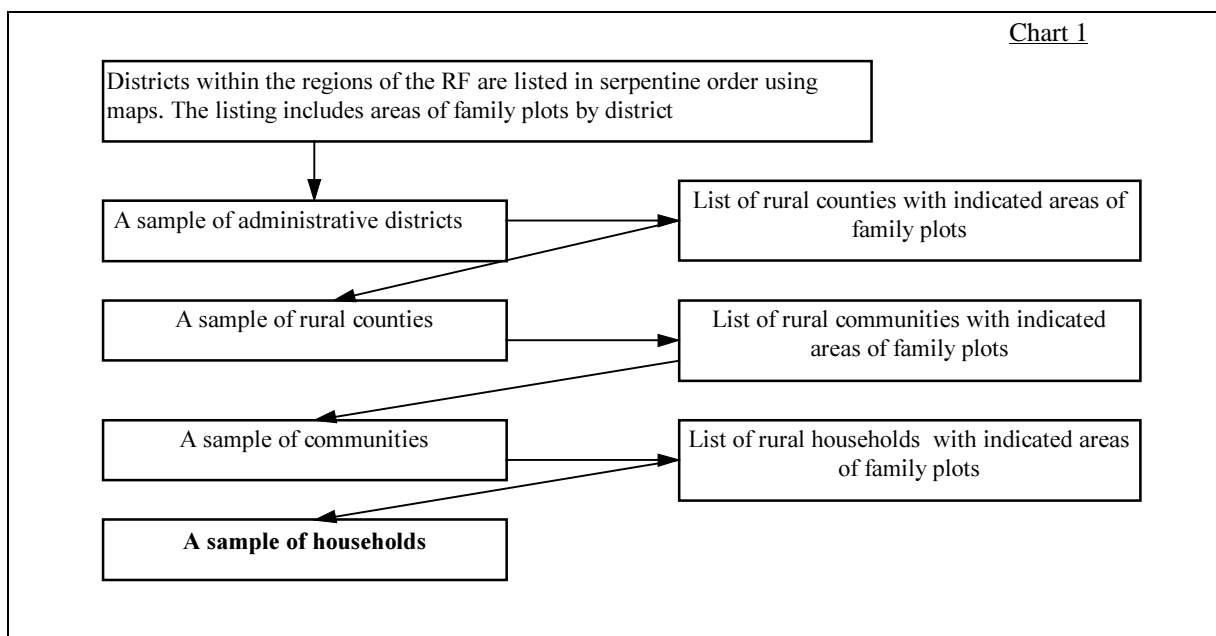 Chart 1
Districts within the regions of the RF are listed in serpentine order using
maps. The listing includes areas of family plots by district
A sample of administrative districts
List of rural counties with indicated areas of
family plots
A sample of rural counties
List of rural communities with indicated
areas of family plots
A sample of communities
List of rural households with indicated areas
of family plots
A sample of households